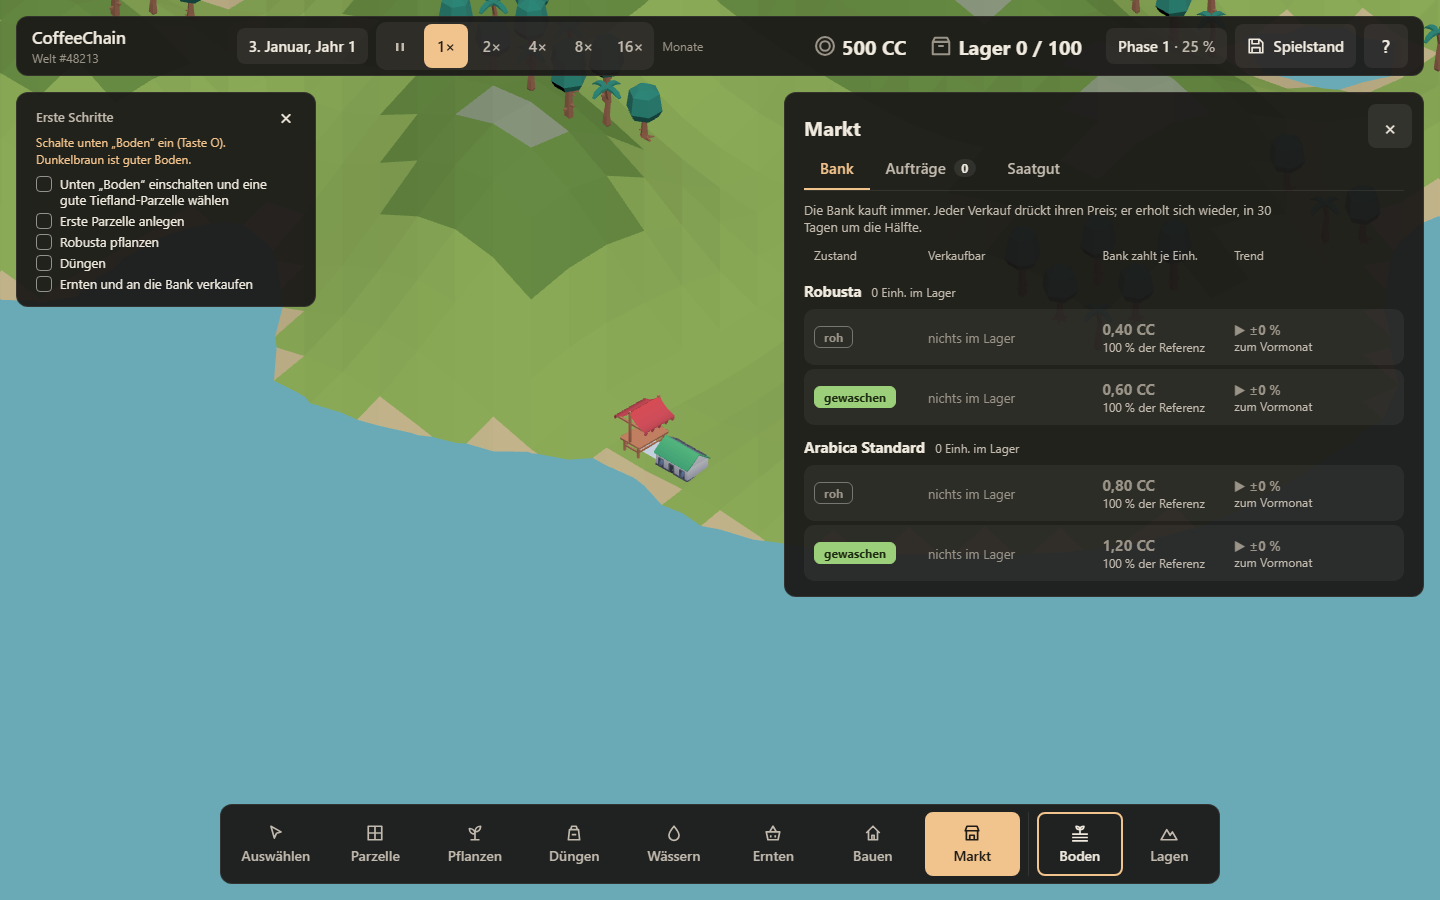 CoffeeChain
Welt #48213
3. Januar, Jahr 1
1× 2× 4× 8× 16× Monate
500 CC
Lager 0 / 100
Phase 1 · 25 %
Spielstand
?
Erste Schritte
Schalte unten „Boden“ ein (Taste O).
Dunkelbraun ist guter Boden.
Unten „Boden“ einschalten und eine
gute Tiefland-Parzelle wählen
Erste Parzelle anlegen
Robusta pflanzen
Düngen
Ernten und an die Bank verkaufen
Markt
Bank Aufträge 0 Saatgut
Die Bank kauft immer. Jeder Verkauf drückt ihren Preis; er erholt sich wieder, in 30
Tagen um die Hälfte.
Zustand Verkaufbar Bank zahlt je Einh. Trend
Robusta 0 Einh. im Lager
roh nichts im Lager 0,40 CC ▶ ±0 %
100 % der Referenz zum Vormonat
gewaschen nichts im Lager 0,60 CC ▶ ±0 %
100 % der Referenz zum Vormonat
Arabica Standard 0 Einh. im Lager
roh nichts im Lager 0,80 CC ▶ ±0 %
100 % der Referenz zum Vormonat
gewaschen nichts im Lager 1,20 CC ▶ ±0 %
100 % der Referenz zum Vormonat
Auswählen Parzelle Pflanzen Düngen Wässern Ernten Bauen Markt Boden Lagen